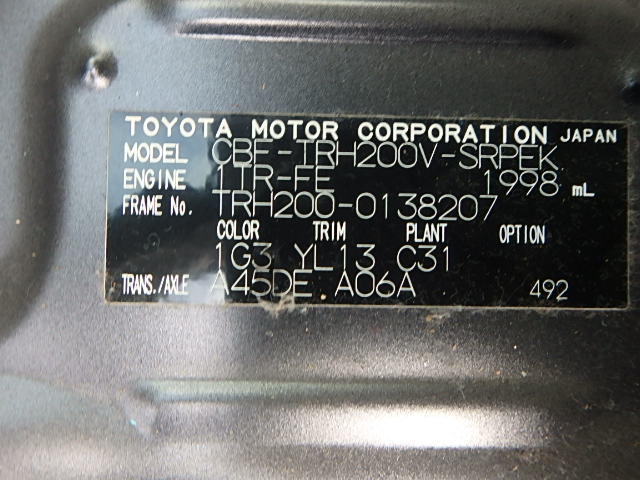 TOYOTA MOTOR CORPORATION JAPAN
MODEL CBF-TRH200V-SRPEK
ENGINE 1TR-FE 1998 mL
FRAME No. TRH200-0138207
COLOR TRIM PLANT OPTION
1G3 YL13 C31
TRANS./AXLE A45DE A06A 492